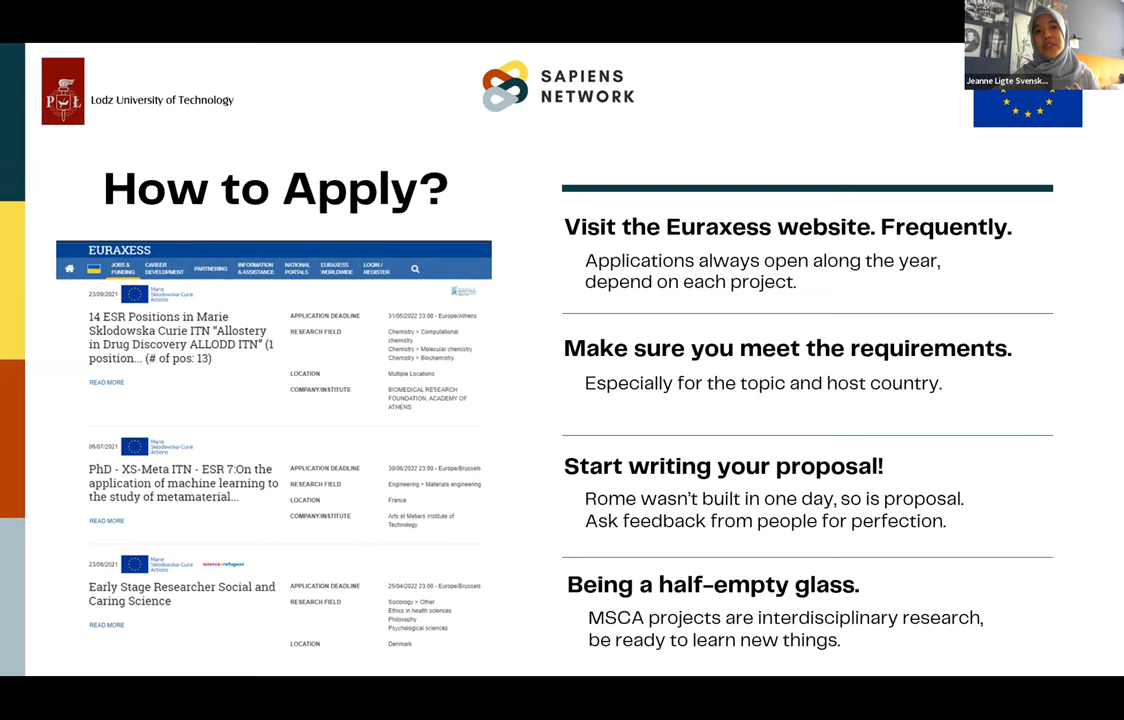 Jeanne Ligte Svensk...
Lodz University of Technology
SAPIENS
NETWORK
How to Apply?
EURAXESS
JOBS &
FUNDING
CAREER
DEVELOPMENT
PARTNERING
INFORMATION
& ASSISTANCE
NATIONAL
PORTALS
EURAXESS
WORLDWIDE
LOGIN /
REGISTER
23/09/2021
Marie
Sklodowska-Curie
Actions
14 ESR Positions in Marie
Sklodowska Curie ITN "Allostery
in Drug Discovery ALLODD ITN" (1
position... (# of pos: 13)
READ MORE
APPLICATION DEADLINE
31/05/2022 23:00 - Europe/Athens
RESEARCH FIELD
Chemistry > Computational
chemistry
Chemistry > Molecular chemistry
Chemistry > Biochemistry
LOCATION
Multiple Locations
COMPANY/INSTITUTE
BIOMEDICAL RESEARCH
FOUNDATION, ACADEMY OF
ATHENS
06/07/2021
Marie
Sklodowska-Curie
Actions
PhD - XS-Meta ITN - ESR 7:On the
application of machine learning to
the study of metamaterial...
READ MORE
APPLICATION DEADLINE
30/06/2022 23:00 - Europe/Brussels
RESEARCH FIELD
Engineering > Materials engineering
LOCATION
France
COMPANY/INSTITUTE
Arts et Metiers Institute of
Technology
23/06/2021
Marie
Sklodowska-Curie
Actions
science4refugees
Early Stage Researcher Social and
Caring Science
READ MORE
APPLICATION DEADLINE
25/04/2022 23:00 - Europe/Brussels
RESEARCH FIELD
Sociology > Other
Ethics in health sciences
Philosophy
Psychological sciences
LOCATION
Denmark
Visit the Euraxess website. Frequently.
Applications always open along the year,
depend on each project.
Make sure you meet the requirements.
Especially for the topic and host country.
Start writing your proposal!
Rome wasn't built in one day, so is proposal.
Ask feedback from people for perfection.
Being a half-empty glass.
MSCA projects are interdisciplinary research,
be ready to learn new things.